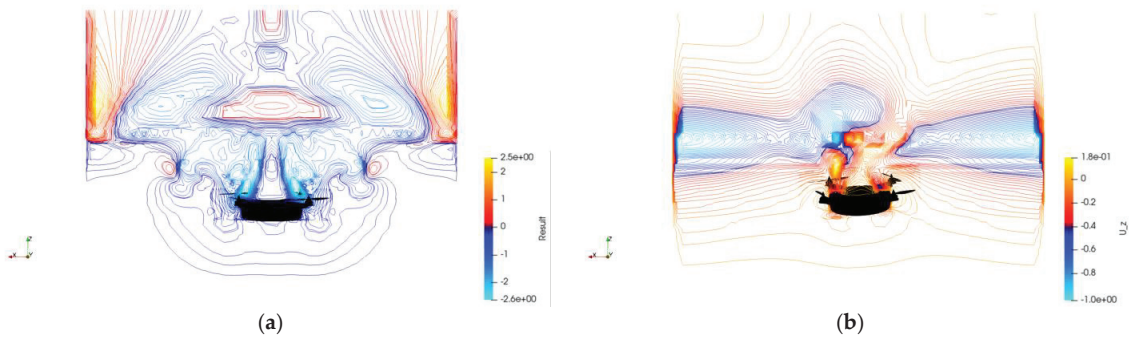 2.5e+00
2
1
0
-1
-2
-2.6e+00
Result
Z
X
Y
(a)
1.8e-01
0
-0.2
-0.4
-0.6
-0.8
-1.0e+00
U_z
Z
X
Y
(b)